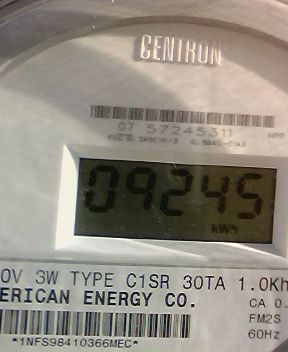 CENTRON
07 57245311
09245
kWh
0V 3W TYPE C1SR 30TA 1.0Kh
ERICAN ENERGY CO.
CA 0.
FM2S
60Hz
*1NFS98410366MEC*